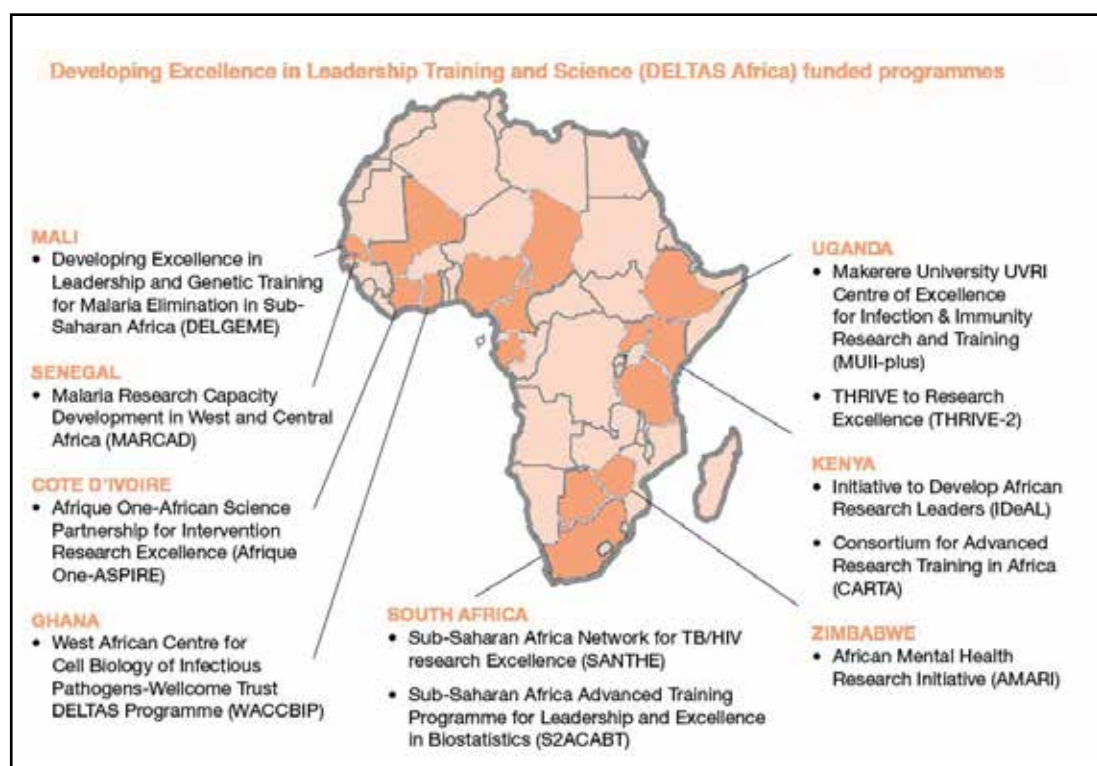 Developing Excellence in Leadership Training and Science (DELTAS Africa) funded programmes
MALI
• Developing Excellence in
Leadership and Genetic Training
for Malaria Elimination in Sub-
Saharan Africa (DELGEME)
SENEGAL
• Malaria Research Capacity
Development in West and Central
Africa (MARCAD)
COTE D'IVOIRE
• Afrique One-African Science
Partnership for Intervention
Research Excellence (Afrique
One-ASPIRE)
GHANA
• West African Centre for
Cell Biology of Infectious
Pathogens-Wellcome Trust
DELTAS Programme (WACCBIP)
SOUTH AFRICA
• Sub-Saharan Africa Network for TB/HIV
research Excellence (SANTHE)
• Sub-Saharan Africa Advanced Training
Programme for Leadership and Excellence
in Biostatistics (S2ACABT)
UGANDA
• Makerere University UVRI
Centre of Excellence
for Infection & Immunity
Research and Training
(MUII-plus)
• THRIVE to Research
Excellence (THRIVE-2)
KENYA
• Initiative to Develop African
Research Leaders (IDeAL)
• Consortium for Advanced
Research Training in Africa
(CARTA)
ZIMBABWE
• African Mental Health
Research Initiative (AMARI)